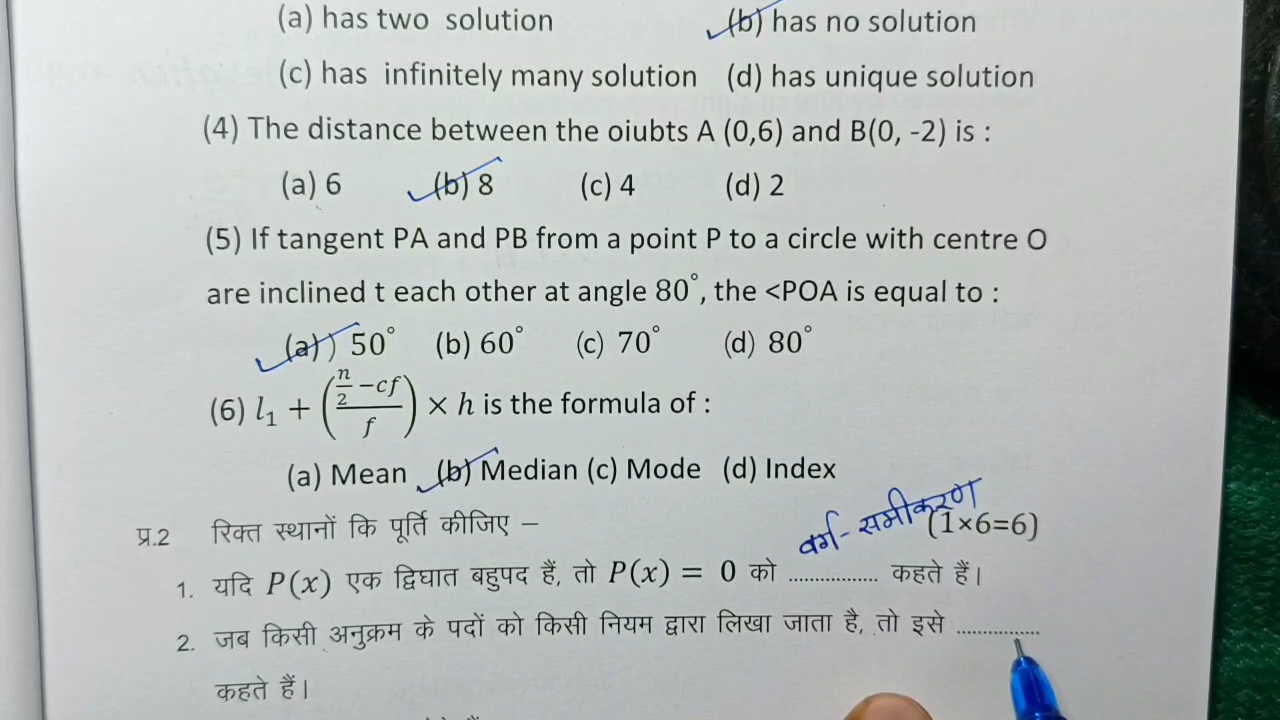 (a) has two solution (b) has no solution
(c) has infinitely many solution (d) has unique solution
(4) The distance between the oiubts A (0,6) and B(0, -2) is :
(a) 6 (b) 8 (c) 4 (d) 2
(5) If tangent PA and PB from a point P to a circle with centre O
are inclined t each other at angle 80°, the <POA is equal to :
(a) ) 50° (b) 60° (c) 70° (d) 80°
(6) l₁ + ((n/2 −cf)/f) × h is the formula of :
(a) Mean (b) Median (c) Mode (d) Index
वर्ग-समीकरण
प्र.2 रिक्त स्थानों कि पूर्ति कीजिए – (1×6=6)
1. यदि P(x) एक द्विघात बहुपद हैं, तो P(x) = 0 को ................. कहते हैं।
2. जब किसी अनुक्रम के पदों को किसी नियम द्वारा लिखा जाता है, तो इसे ................
कहते हैं।